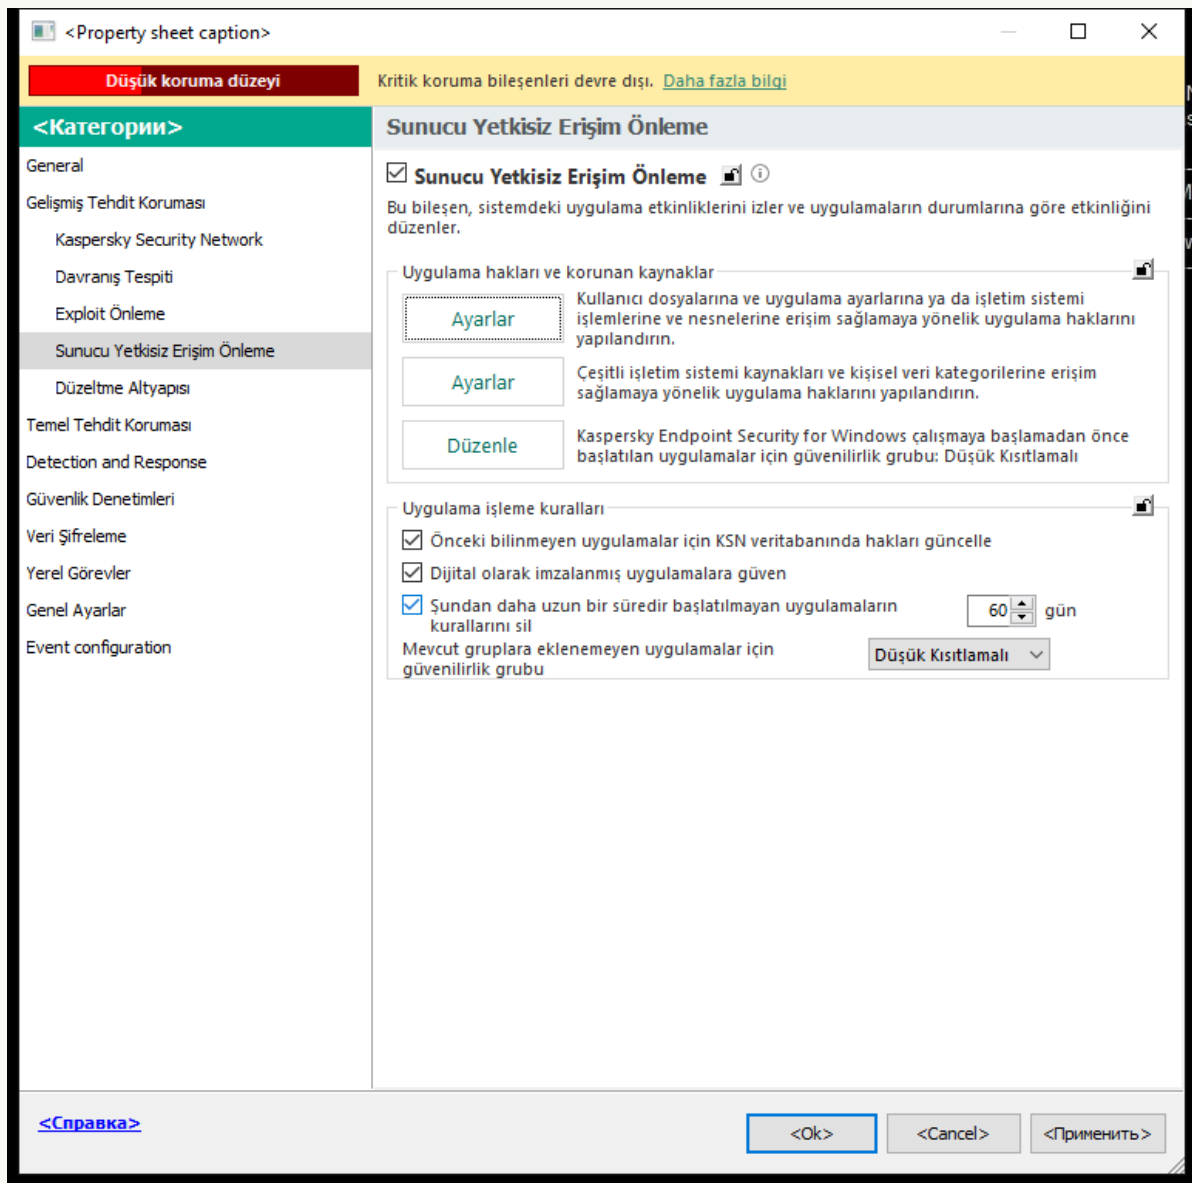 <Property sheet caption>
Düşük koruma düzeyi
Kritik koruma bileşenleri devre dışı. Daha fazla bilgi
<Категории>
General
Gelişmiş Tehdit Koruması
Kaspersky Security Network
Davranış Tespiti
Exploit Önleme
Sunucu Yetkisiz Erişim Önleme
Düzeltme Altyapısı
Temel Tehdit Koruması
Detection and Response
Güvenlik Denetimleri
Veri Şifreleme
Yerel Görevler
Genel Ayarlar
Event configuration
Sunucu Yetkisiz Erişim Önleme
Sunucu Yetkisiz Erişim Önleme
Bu bileşen, sistemdeki uygulama etkinliklerini izler ve uygulamaların durumlarına göre etkinliğini
düzenler.
Uygulama hakları ve korunan kaynaklar
Ayarlar
Kullanıcı dosyalarına ve uygulama ayarlarına ya da işletim sistemi
işlemlerine ve nesnelerine erişim sağlamaya yönelik uygulama haklarını
yapılandırın.
Ayarlar
Çeşitli işletim sistemi kaynakları ve kişisel veri kategorilerine erişim
sağlamaya yönelik uygulama haklarını yapılandırın.
Düzenle
Kaspersky Endpoint Security for Windows çalışmaya başlamadan önce
başlatılan uygulamalar için güvenilirlik grubu: Düşük Kısıtlamalı
Uygulama işleme kuralları
Önceki bilinmeyen uygulamalar için KSN veritabanında hakları güncelle
Dijital olarak imzalanmış uygulamalara güven
Şundan daha uzun bir süredir başlatılmayan uygulamaların
kurallarını sil
60 gün
Mevcut gruplara eklenemeyen uygulamalar için
güvenilirlik grubu
Düşük Kısıtlamalı
<Справка>
<Ok>
<Cancel>
<Применить>